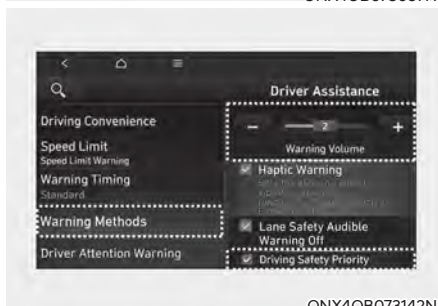 Driver Assistance
Driving Convenience
Speed Limit
Speed Limit Warning
Warning Timing
Standard
Warning Methods
Driver Attention Warning
- 2 +
Warning Volume
Haptic Warning
Lane Safety Audible
Warning Off
Driving Safety Priority
ONX4OB073142N